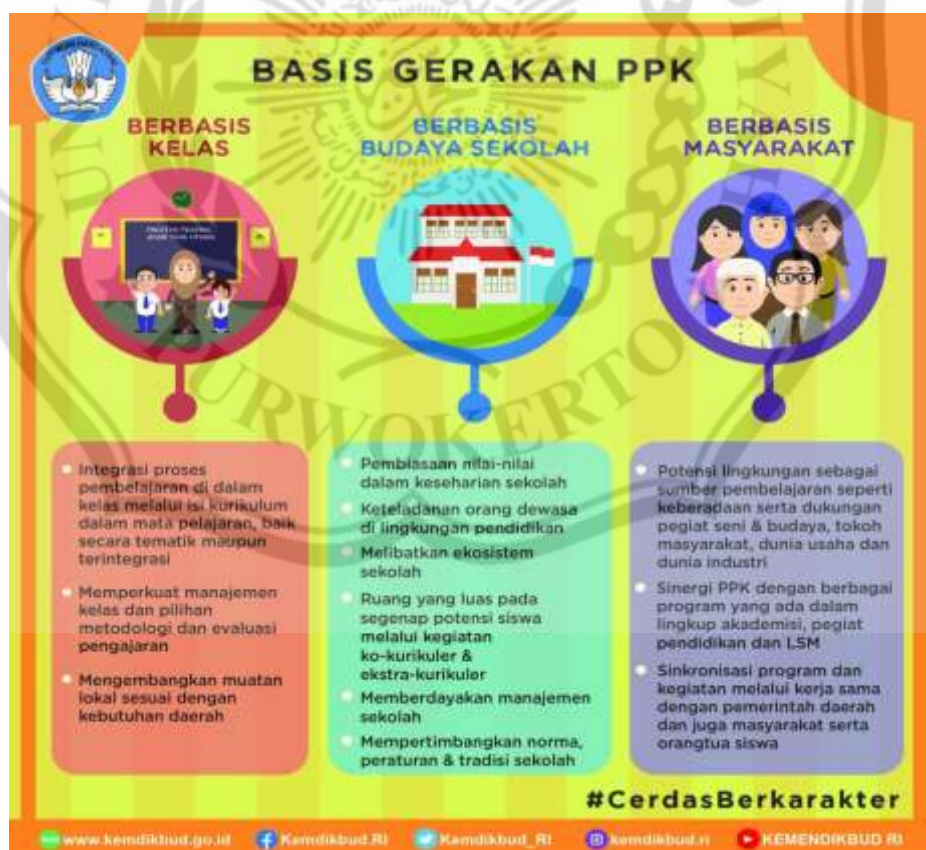 BASIS GERAKAN PPK
BERBASIS
KELAS
Integrasi proses
pembelajaran di dalam
kelas melalui isi kurikulum
dalam mata pelajaran, baik
secara tematik maupun
terintegrasi
Memperkuat manajemen
kelas dan pilihan
metodologi dan evaluasi
pengajaran
Mengembangkan muatan
lokal sesuai dengan
kebutuhan daerah
BERBASIS
BUDAYA SEKOLAH
Pembiasaan nilai-nilai
dalam keseharian sekolah
Keteladanan orang dewasa
di lingkungan pendidikan
Melibatkan ekosistem
sekolah
Ruang yang luas pada
segenap potensi siswa
melalui kegiatan
ko-kurikuler &
ekstra-kurikuler
Memberdayakan manajemen
sekolah
Mempertimbangkan norma,
peraturan & tradisi sekolah
BERBASIS
MASYARAKAT
Potensi lingkungan sebagai
sumber pembelajaran seperti
keberadaan serta dukungan
pegiat seni & budaya, tokoh
masyarakat, dunia usaha dan
dunia industri
Sinergi PPK dengan berbagai
program yang ada dalam
lingkup akademisi, pegiat
pendidikan dan LSM
Sinkronisasi program dan
kegiatan melalui kerja sama
dengan pemerintah daerah
dan juga masyarakat serta
orangtua siswa
#CerdasBerkarakter
www.kemdikbud.go.id Kemdikbud.RI Kemdikbud_RI kemdikbud.ri KEMENDIKBUD RI
PURWOKERTO